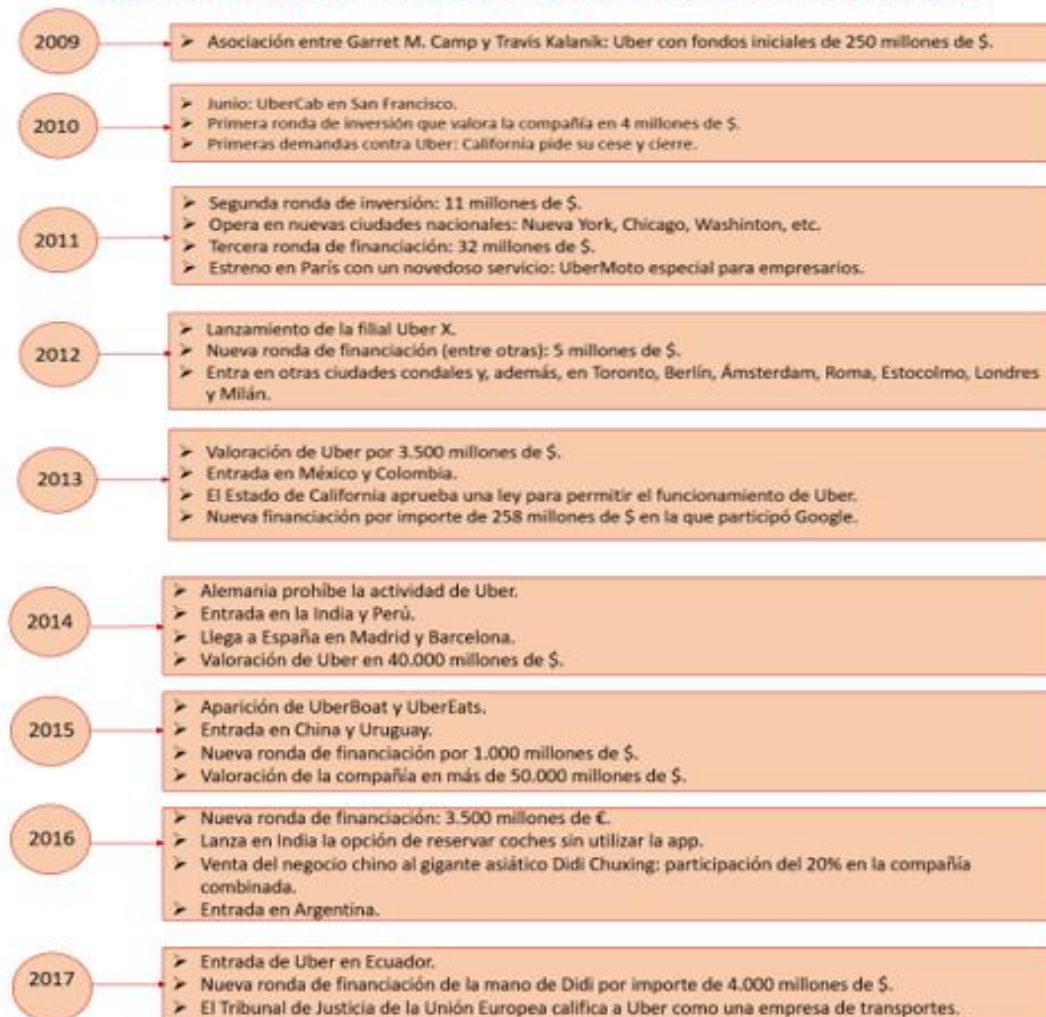 2009
➤ Asociación entre Garret M. Camp y Travis Kalanik: Uber con fondos iniciales de 250 millones de $.
2010
➤ Junio: UberCab en San Francisco.
➤ Primera ronda de inversión que valora la compañía en 4 millones de $.
➤ Primeras demandas contra Uber: California pide su cese y cierre.
2011
➤ Segunda ronda de inversión: 11 millones de $.
➤ Opera en nuevas ciudades nacionales: Nueva York, Chicago, Washinton, etc.
➤ Tercera ronda de financiación: 32 millones de $.
➤ Estreno en París con un novedoso servicio: UberMoto especial para empresarios.
2012
➤ Lanzamiento de la filial Uber X.
➤ Nueva ronda de financiación (entre otras): 5 millones de $.
➤ Entra en otras ciudades condales y, además, en Toronto, Berlín, Ámsterdam, Roma, Estocolmo, Londres
y Milán.
2013
➤ Valoración de Uber por 3.500 millones de $.
➤ Entrada en México y Colombia.
➤ El Estado de California aprueba una ley para permitir el funcionamiento de Uber.
➤ Nueva financiación por importe de 258 millones de $ en la que participó Google.
2014
➤ Alemania prohíbe la actividad de Uber.
➤ Entrada en la India y Perú.
➤ Llega a España en Madrid y Barcelona.
➤ Valoración de Uber en 40.000 millones de $.
2015
➤ Aparición de UberBoat y UberEats.
➤ Entrada en China y Uruguay.
➤ Nueva ronda de financiación por 1.000 millones de $.
➤ Valoración de la compañía en más de 50.000 millones de $.
2016
➤ Nueva ronda de financiación: 3.500 millones de €.
➤ Lanza en India la opción de reservar coches sin utilizar la app.
➤ Venta del negocio chino al gigante asiático Didi Chuxing: participación del 20% en la compañía
combinada.
➤ Entrada en Argentina.
2017
➤ Entrada de Uber en Ecuador.
➤ Nueva ronda de financiación de la mano de Didi por importe de 4.000 millones de $.
➤ El Tribunal de Justicia de la Unión Europea califica a Uber como una empresa de transportes.